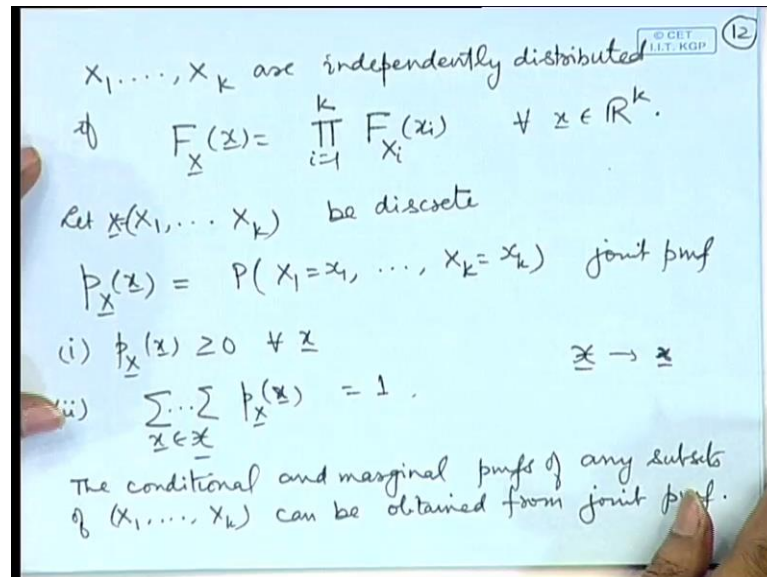 © CET
I.I.T. KGP
12
X₁, ...., X_k are independently distributed
if F_X̲(x̲) = ∏_{i=1}^{k} F_{X_i}(x_i) ∀ x̲ ∈ ℝ^k.
Let X̲=(X₁, ... X_k) be discrete
p_X̲(x̲) = P(X₁=x₁, ..., X_k=x_k) joint pmf
(i) p_X̲(x̲) ≥ 0 ∀ x̲
𝒳̲ → x̲
(ii) Σ...Σ_{x̲ ∈ 𝒳̲} p_X̲(x̲) = 1.
The conditional and marginal pmfs of any subsets
of (X₁, ...., X_k) can be obtained from joint pmf.